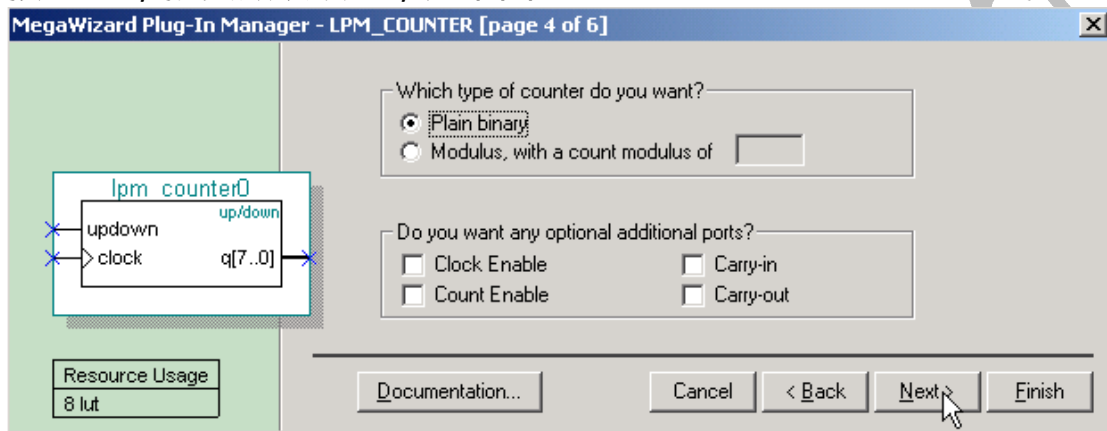 MegaWizard Plug-In Manager - LPM_COUNTER [page 4 of 6]
Which type of counter do you want?
Plain binary
Modulus, with a count modulus of
lpm_counter0
up/down
updown
clock
q[7..0]
Do you want any optional additional ports?
Clock Enable
Carry-in
Count Enable
Carry-out
Resource Usage
8 lut
Documentation...
Cancel
< Back
Next >
Finish